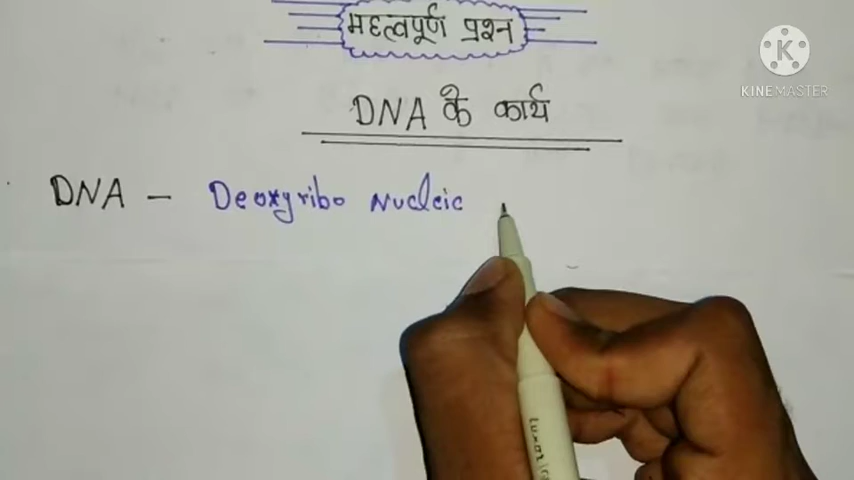 महत्वपूर्ण प्रश्न
KINEMASTER
DNA के कार्य
DNA - Deoxyribo Nucleic